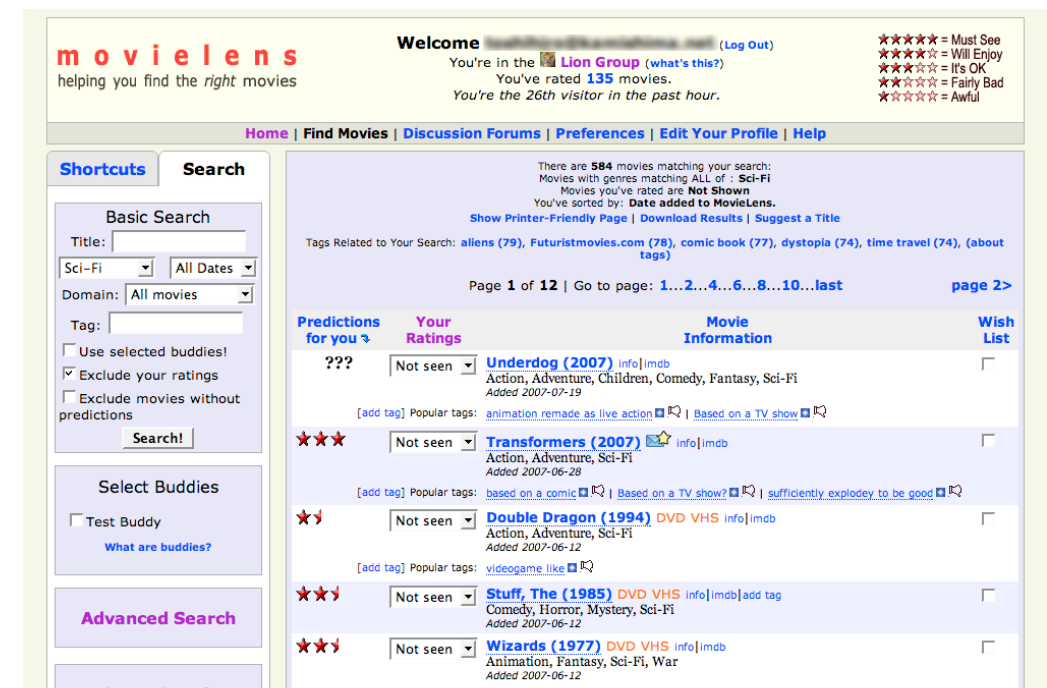 movielens
helping you find the right movies
Welcome (Log Out)
You're in the Lion Group (what's this?)
You've rated 135 movies.
You're the 26th visitor in the past hour.
★★★★★ = Must See
★★★★☆ = Will Enjoy
★★★☆☆ = It's OK
★★☆☆☆ = Fairly Bad
★☆☆☆☆ = Awful
Home | Find Movies | Discussion Forums | Preferences | Edit Your Profile | Help
Shortcuts Search
Basic Search
Title:
Sci-Fi All Dates
Domain: All movies
Tag:
Use selected buddies!
Exclude your ratings
Exclude movies without
predictions
Search!
Select Buddies
Test Buddy
What are buddies?
Advanced Search
There are 584 movies matching your search:
Movies with genres matching ALL of : Sci-Fi
Movies you've rated are Not Shown
You've sorted by: Date added to MovieLens.
Show Printer-Friendly Page | Download Results | Suggest a Title
Tags Related to Your Search: aliens (79), Futuristmovies.com (78), comic book (77), dystopia (74), time travel (74), (about
tags)
Page 1 of 12 | Go to page: 1...2...4...6...8...10...last page 2>
Predictions Your Movie Wish
for you Ratings Information List
??? Not seen Underdog (2007) info|imdb
Action, Adventure, Children, Comedy, Fantasy, Sci-Fi
Added 2007-07-19
[add tag] Popular tags: animation remade as live action | Based on a TV show
Not seen Transformers (2007) info|imdb
Action, Adventure, Sci-Fi
Added 2007-06-28
[add tag] Popular tags: based on a comic | Based on a TV show? | sufficiently explodey to be good
Not seen Double Dragon (1994) DVD VHS info|imdb
Action, Adventure, Sci-Fi
Added 2007-06-12
[add tag] Popular tags: videogame like
Not seen Stuff, The (1985) DVD VHS info|imdb|add tag
Comedy, Horror, Mystery, Sci-Fi
Added 2007-06-12
Not seen Wizards (1977) DVD VHS info|imdb
Animation, Fantasy, Sci-Fi, War
Added 2007-06-12